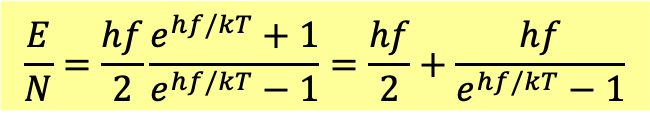 E/N = hf/2 e^{hf/kT} + 1/e^{hf/kT} − 1 = hf/2 + hf/e^{hf/kT} − 1